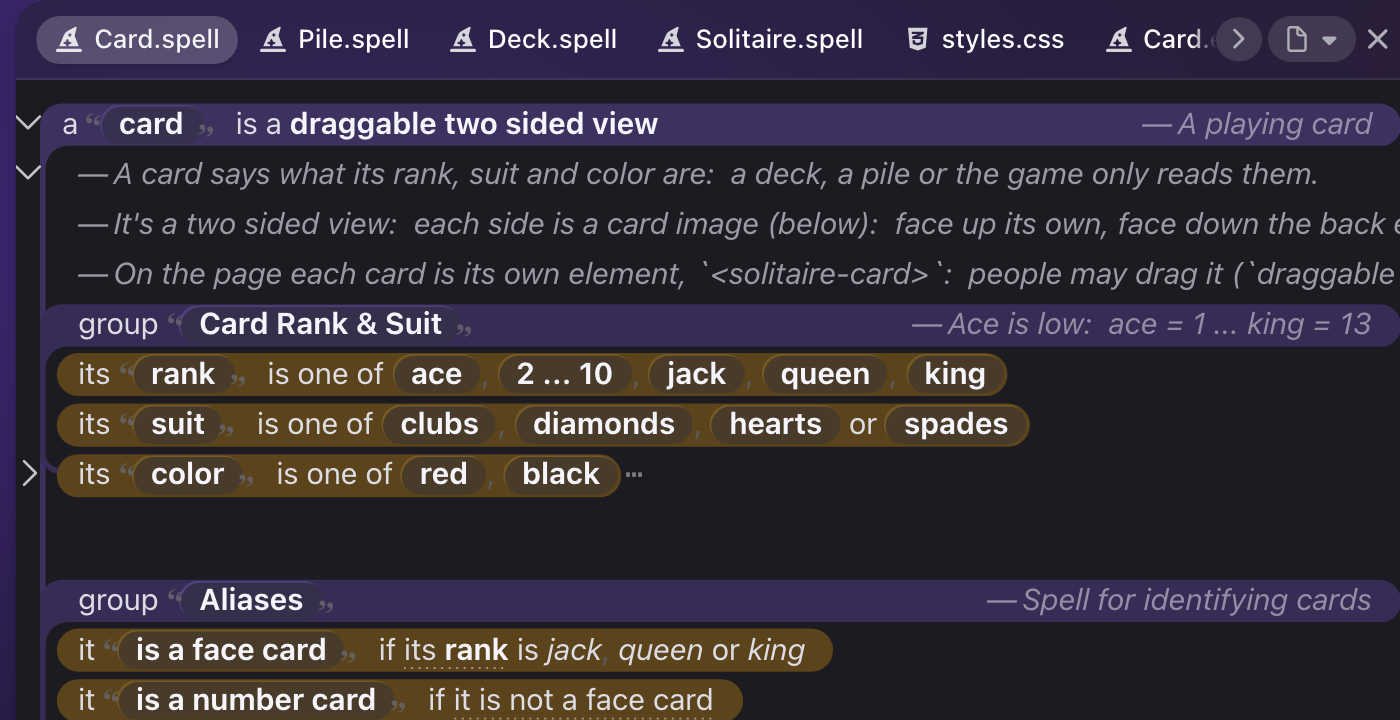 Card.spell Pile.spell Deck.spell Solitaire.spell styles.css Card.
a “ card ” is a draggable two sided view — A playing card
— A card says what its rank, suit and color are: a deck, a pile or the game only reads them.
— It's a two sided view: each side is a card image (below): face up its own, face down the back
— On the page each card is its own element, `<solitaire-card>`: people may drag it (`draggable
group “ Card Rank & Suit ” — Ace is low: ace = 1 ... king = 13
its “ rank ” is one of ace , 2 ... 10 , jack , queen , king
its “ suit ” is one of clubs , diamonds , hearts or spades
its “ color ” is one of red , black ···
group “ Aliases ” — Spell for identifying cards
it “ is a face card ” if its rank is jack, queen or king
it “ is a number card ” if it is not a face card